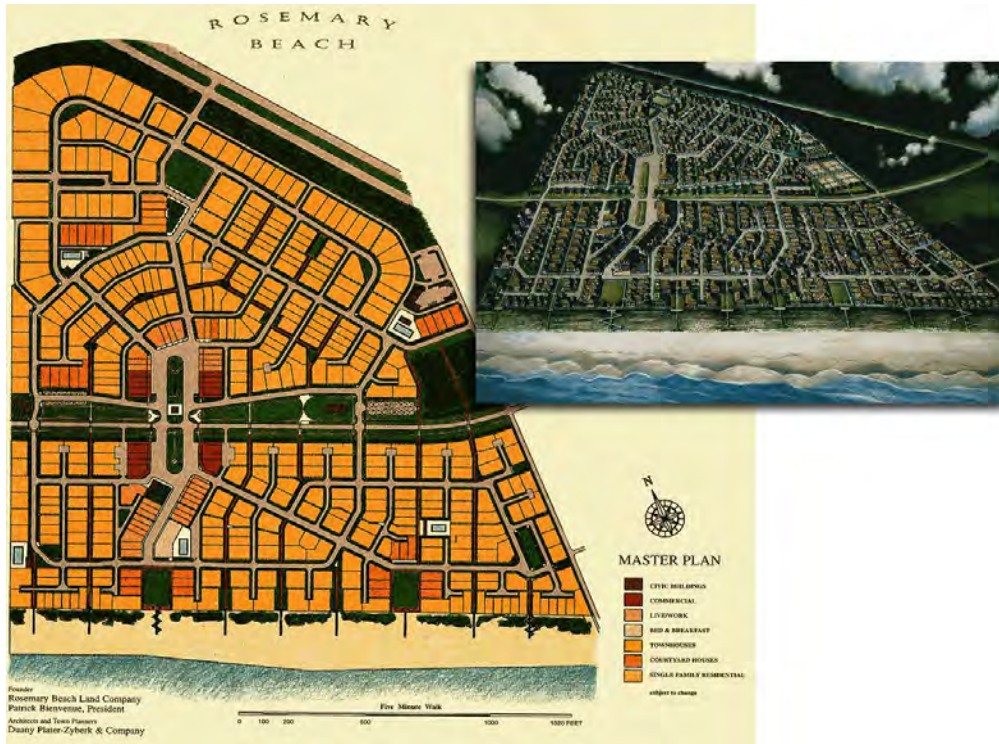 ROSEMARY
BEACH
N
MASTER PLAN
CIVIC BUILDINGS
COMMERCIAL
LIVE/WORK
BED & BREAKFAST
TOWNHOUSES
COURTYARD HOUSES
SINGLE FAMILY RESIDENTIAL
subject to change
Founder
Rosemary Beach Land Company
Patrick Bienvenue, President
Architects and Town Planners
Duany Plater-Zyberk & Company
Five Minute Walk
0 100 200 500 1000 1320 FEET